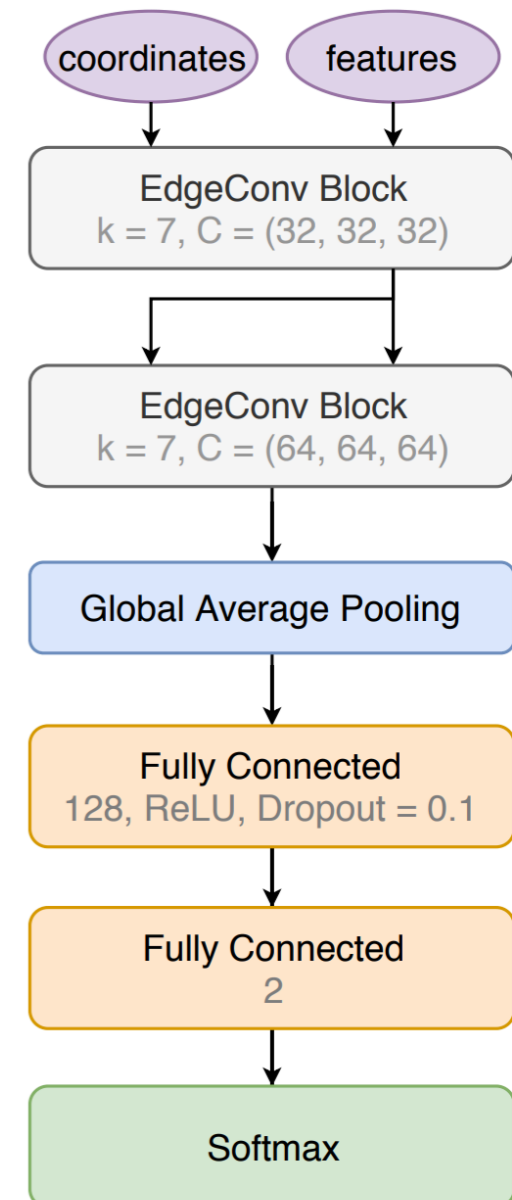 coordinates
features
EdgeConv Block
k = 7, C = (32, 32, 32)
EdgeConv Block
k = 7, C = (64, 64, 64)
Global Average Pooling
Fully Connected
128, ReLU, Dropout = 0.1
Fully Connected
2
Softmax